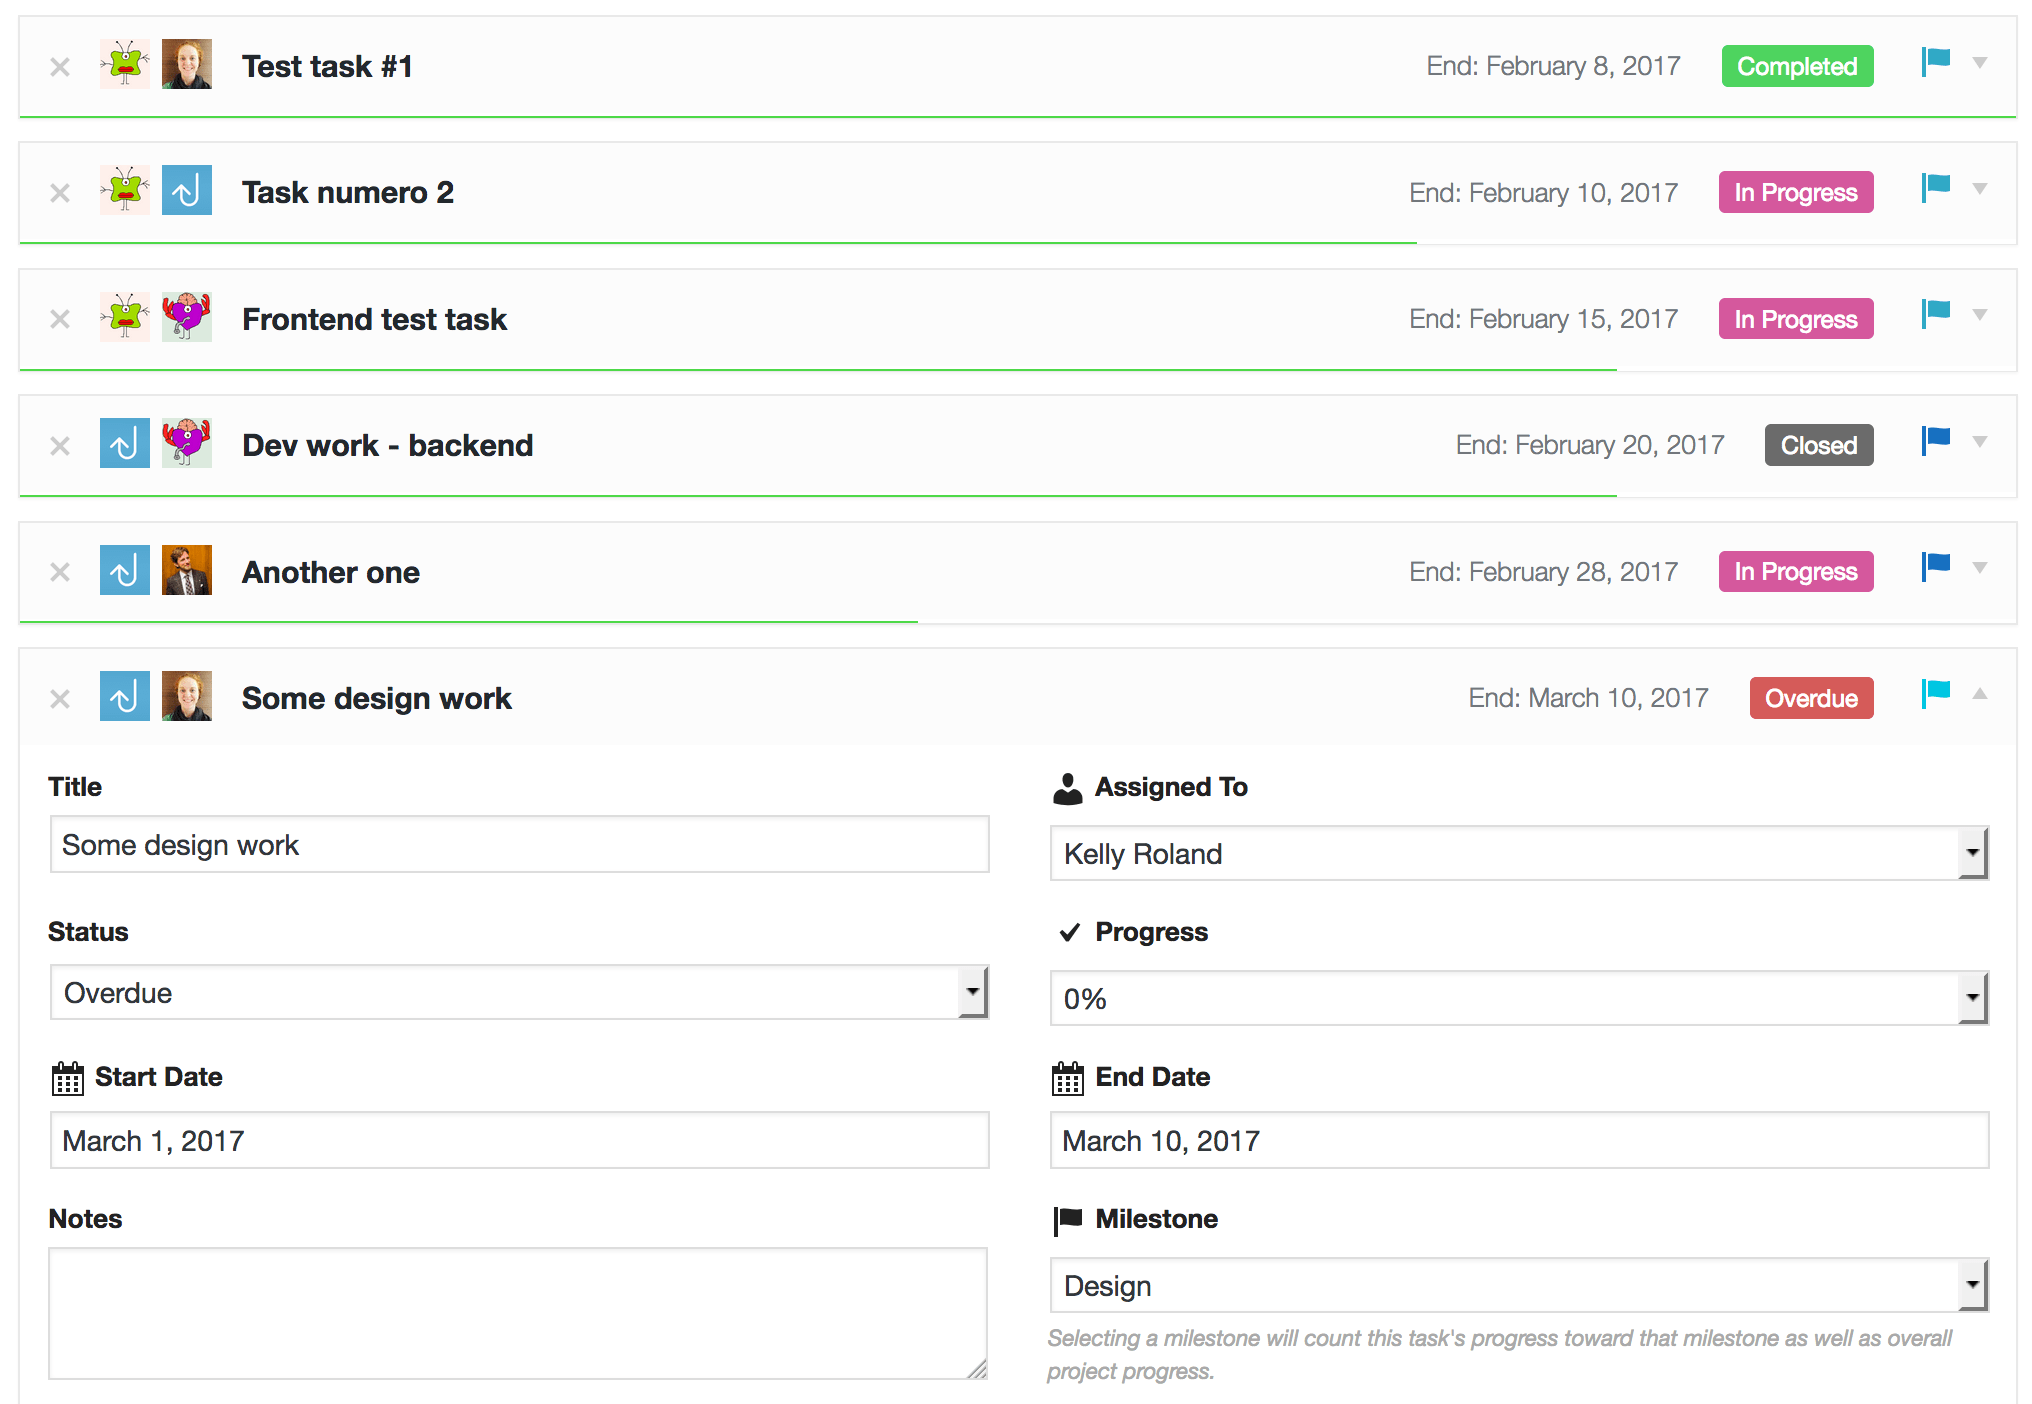 Test task #1 End: February 8, 2017 Completed
Task numero 2 End: February 10, 2017 In Progress
Frontend test task End: February 15, 2017 In Progress
Dev work - backend End: February 20, 2017 Closed
Another one End: February 28, 2017 In Progress
Some design work End: March 10, 2017 Overdue
Title Assigned To
Some design work Kelly Roland
Status Progress
Overdue 0%
Start Date End Date
March 1, 2017 March 10, 2017
Notes Milestone
Design
Selecting a milestone will count this task's progress toward that milestone as well as overall
project progress.